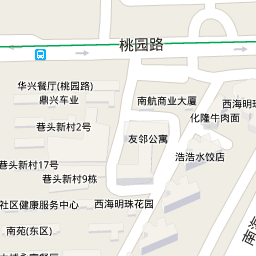 桃园路
华兴餐厅(桃园路)
鼎兴车业
南航商业大厦
西海明珠
化隆牛肉面
巷头新村2号
友邻公寓
浩浩水饺店
巷头新村17号
巷头新村9栋
社区健康服务中心
西海明珠花园
南苑(东区)
南海